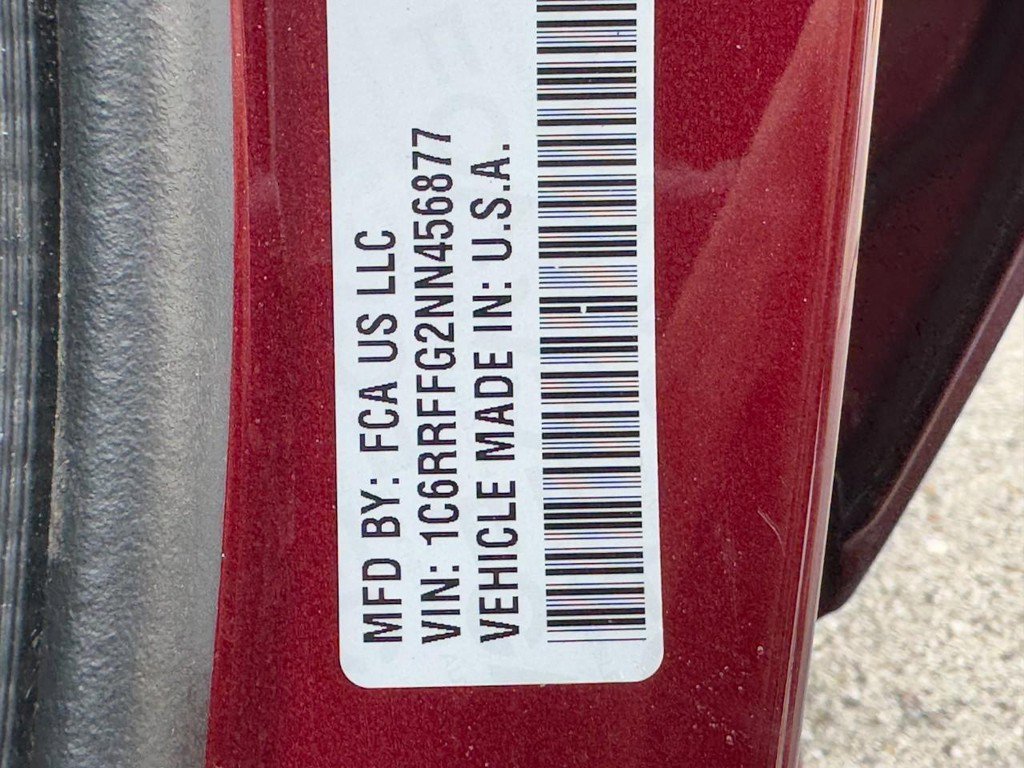 MFD BY: FCA US LLC
VIN: 1C6RRFFG2NN456877
VEHICLE MADE IN: U.S.A.